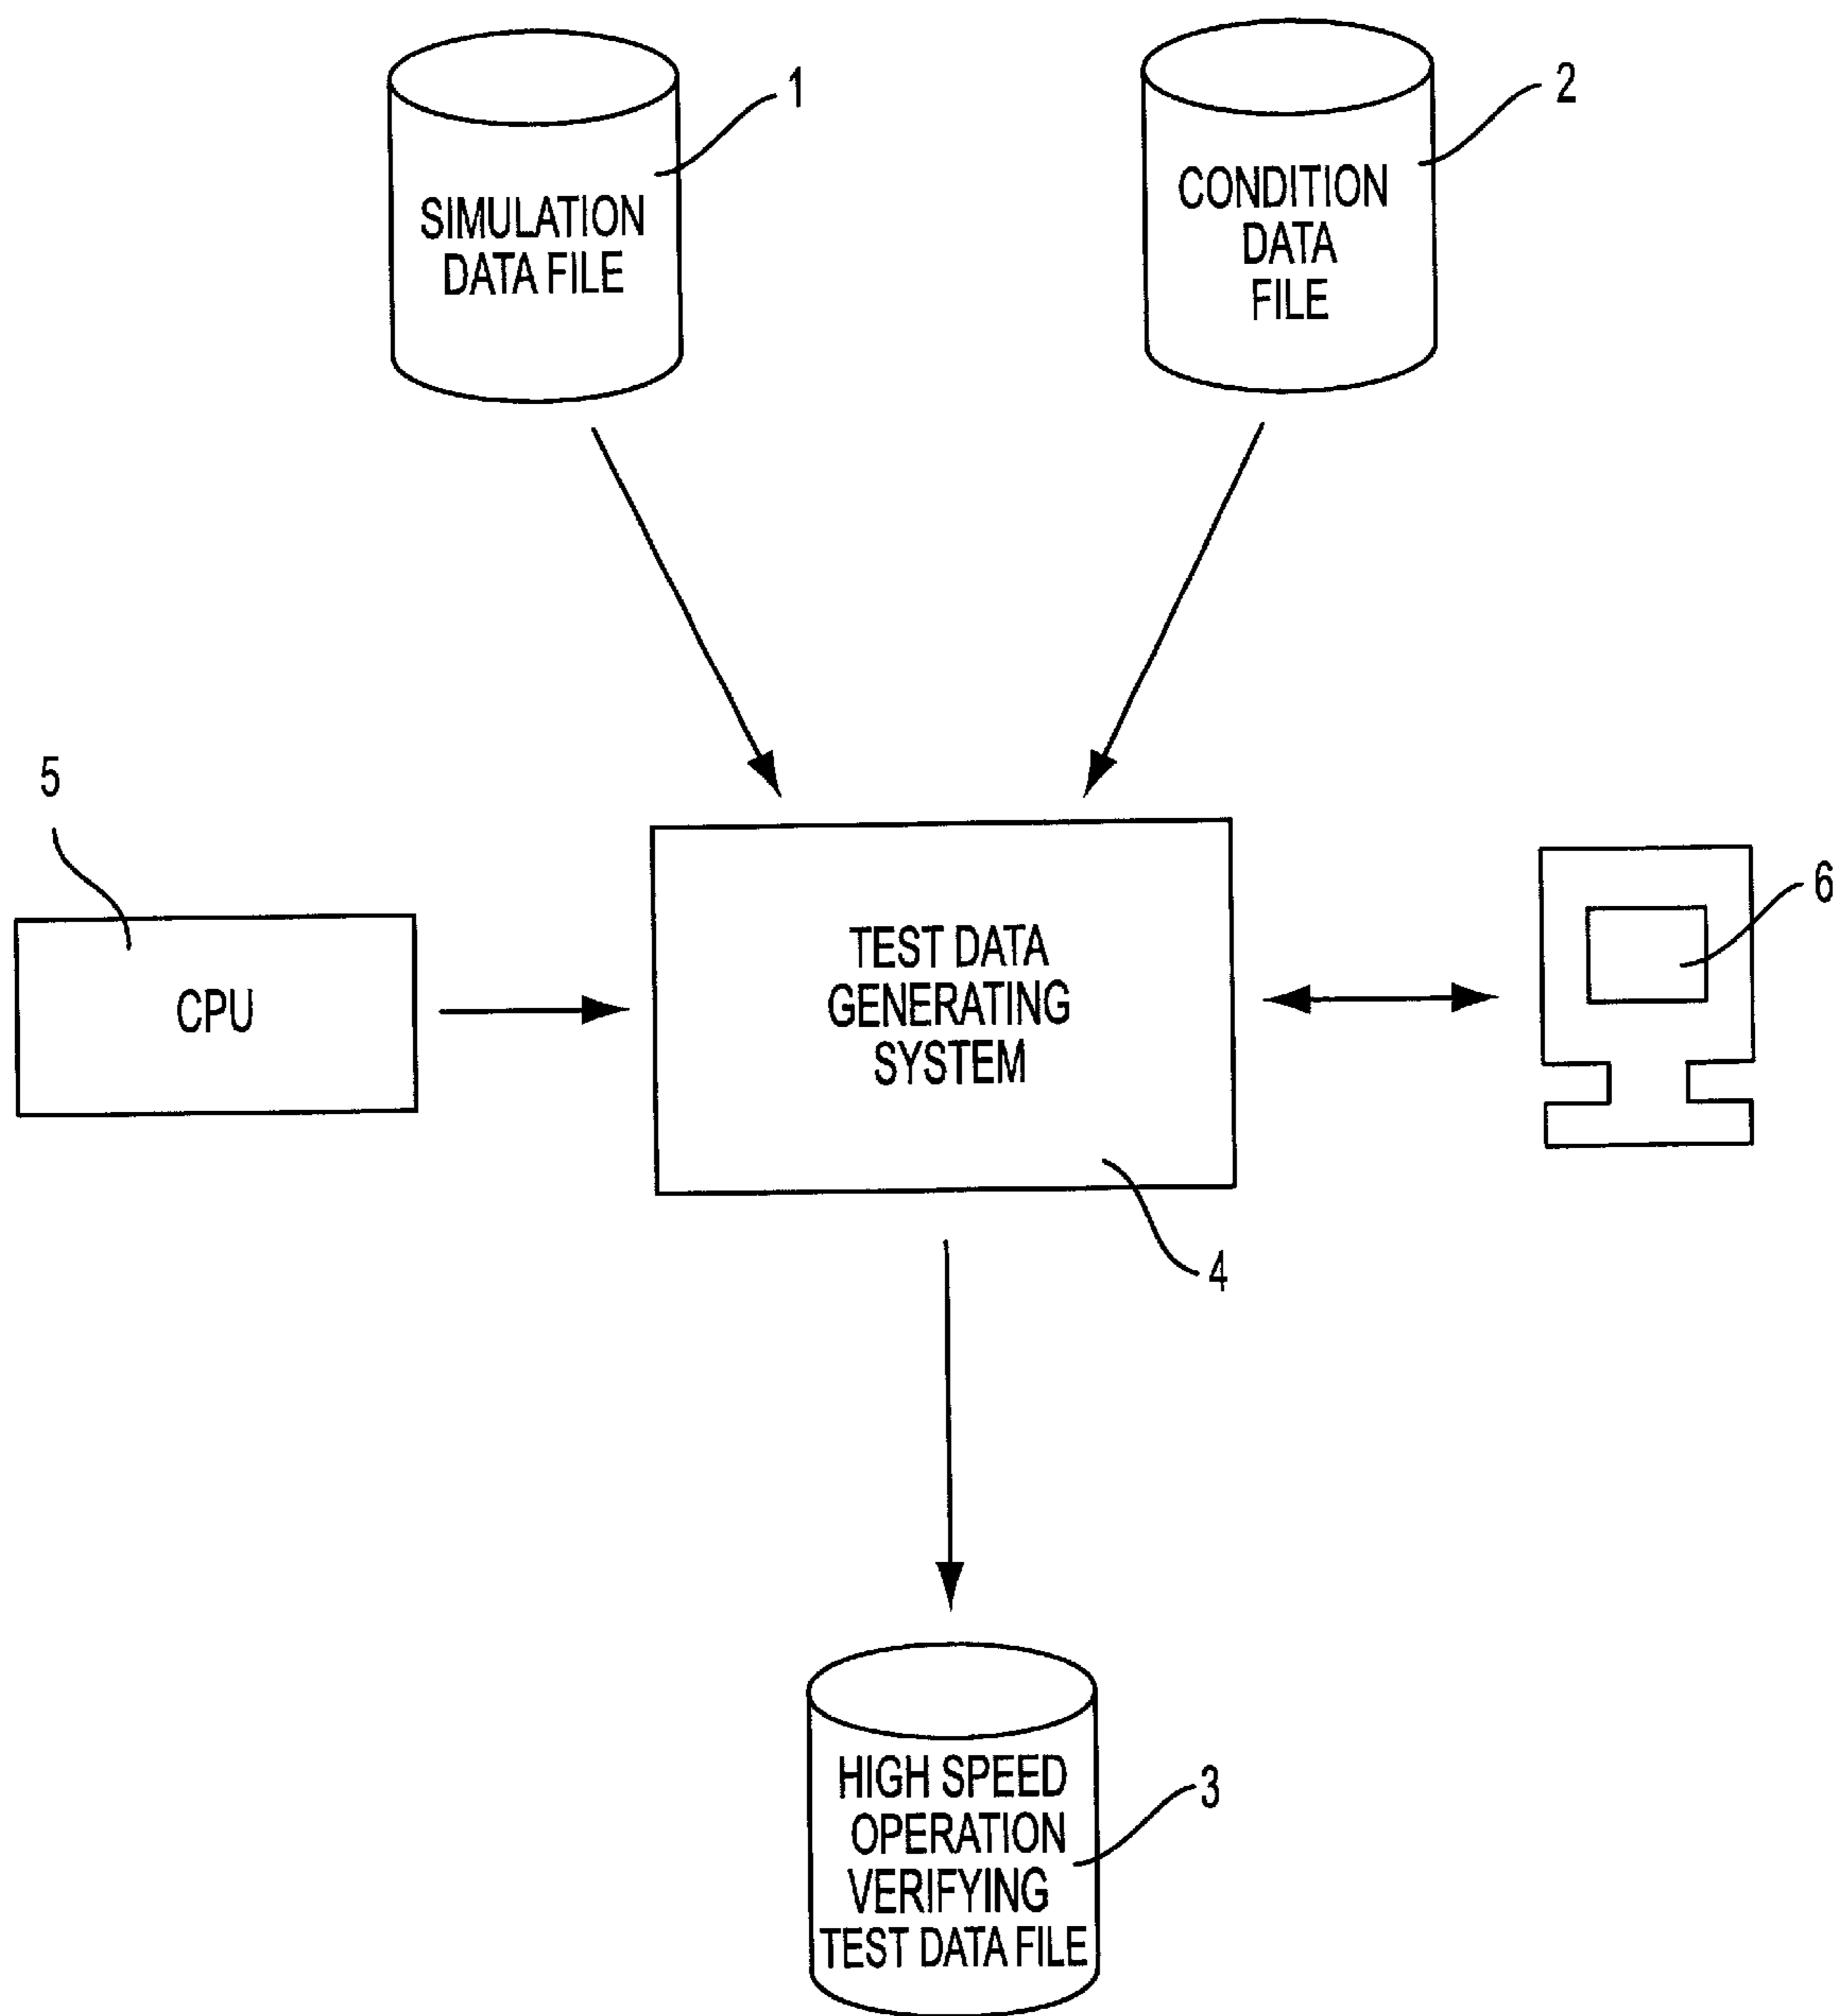 1
2
SIMULATION
DATA FILE
CONDITION
DATA
FILE
5
6
CPU
TEST DATA
GENERATING
SYSTEM
4
HIGH SPEED
OPERATION
VERIFYING
TEST DATA FILE
3